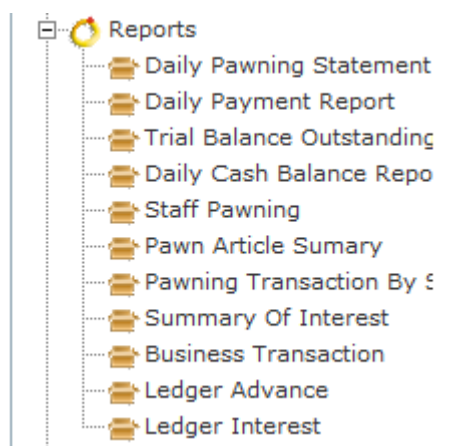 Reports
Daily Pawning Statement
Daily Payment Report
Trial Balance Outstanding
Daily Cash Balance Repo
Staff Pawning
Pawn Article Sumary
Pawning Transaction By
Summary Of Interest
Business Transaction
Ledger Advance
Ledger Interest